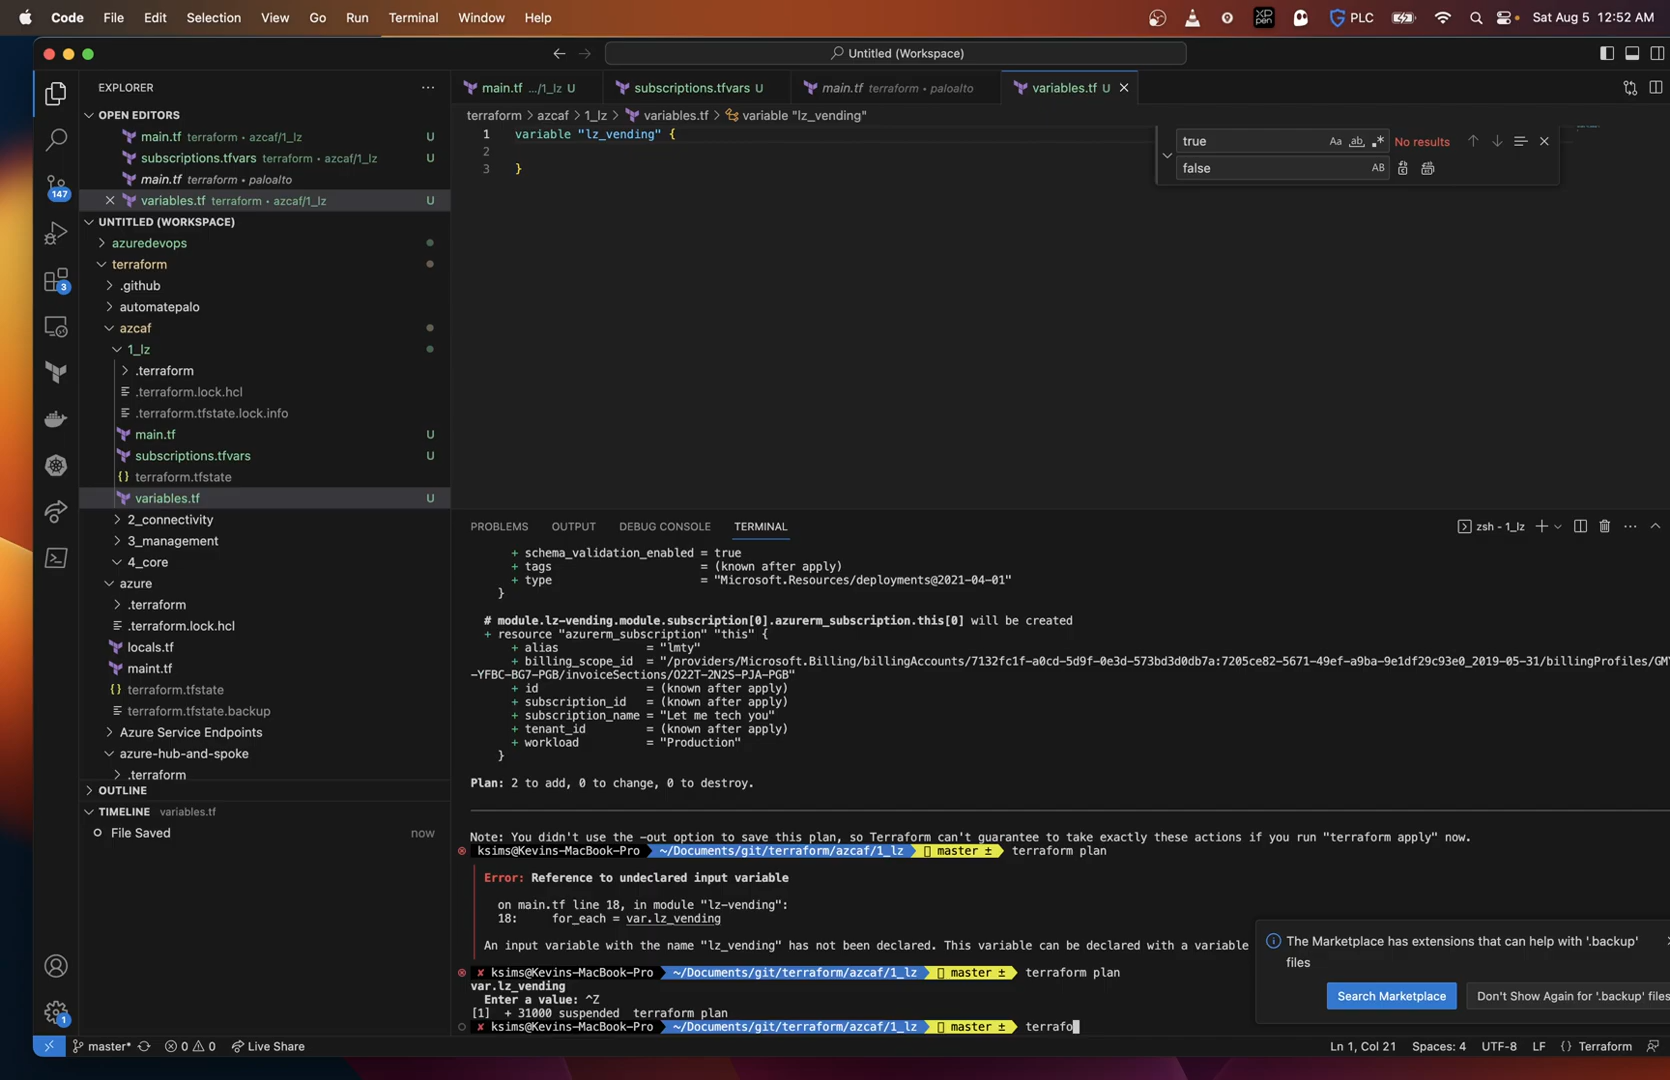 Code File Edit Selection View Go Run Terminal Window Help
XP PEN PLC Sat Aug 5 12:52 AM
Untitled (Workspace)
EXPLORER
OPEN EDITORS
main.tf terraform • azcaf/1_lz U
subscriptions.tfvars terraform • azcaf/1_lz U
main.tf terraform • paloalto
variables.tf terraform • azcaf/1_lz U
UNTITLED (WORKSPACE)
azuredevops
terraform
.github
automatepalo
azcaf
1_lz
.terraform
.terraform.lock.hcl
.terraform.tfstate.lock.info
main.tf U
subscriptions.tfvars U
terraform.tfstate
variables.tf U
2_connectivity
3_management
4_core
azure
.terraform
.terraform.lock.hcl
locals.tf
maint.tf
terraform.tfstate
terraform.tfstate.backup
Azure Service Endpoints
azure-hub-and-spoke
.terraform
OUTLINE
TIMELINE variables.tf
File Saved now
147
3
1
main.tf .../1_lz U subscriptions.tfvars U main.tf terraform • paloalto variables.tf U
terraform > azcaf > 1_lz > variables.tf > variable "lz_vending"
1 variable "lz_vending" {
2
3 }
true Aa ab No results
false AB
PROBLEMS OUTPUT DEBUG CONSOLE TERMINAL zsh - 1_lz
+ schema_validation_enabled = true
+ tags = (known after apply)
+ type = "Microsoft.Resources/deployments@2021-04-01"
}
# module.lz-vending.module.subscription[0].azurerm_subscription.this[0] will be created
+ resource "azurerm_subscription" "this" {
+ alias = "lmty"
+ billing_scope_id = "/providers/Microsoft.Billing/billingAccounts/7132fc1f-a0cd-5d9f-0e3d-573bd3d0db7a:7205ce82-5671-49ef-a9ba-9e1df29c93e0_2019-05-31/billingProfiles/GM
-YFBC-BG7-PGB/invoiceSections/O22T-2N2S-PJA-PGB"
+ id = (known after apply)
+ subscription_id = (known after apply)
+ subscription_name = "Let me tech you"
+ tenant_id = (known after apply)
+ workload = "Production"
}
Plan: 2 to add, 0 to change, 0 to destroy.
Note: You didn't use the -out option to save this plan, so Terraform can't guarantee to take exactly these actions if you run "terraform apply" now.
ksims@Kevins-MacBook-Pro ~/Documents/git/terraform/azcaf/1_lz master ± terraform plan
Error: Reference to undeclared input variable
on main.tf line 18, in module "lz-vending":
18: for_each = var.lz_vending
An input variable with the name "lz_vending" has not been declared. This variable can be declared with a variable
✘ ksims@Kevins-MacBook-Pro ~/Documents/git/terraform/azcaf/1_lz master ± terraform plan
var.lz_vending
Enter a value: ^Z
[1] + 31000 suspended terraform plan
✘ ksims@Kevins-MacBook-Pro ~/Documents/git/terraform/azcaf/1_lz master ± terrafo
The Marketplace has extensions that can help with '.backup'
files
Search Marketplace Don't Show Again for '.backup' files
master* 0 0 Live Share Ln 1, Col 21 Spaces: 4 UTF-8 LF {} Terraform